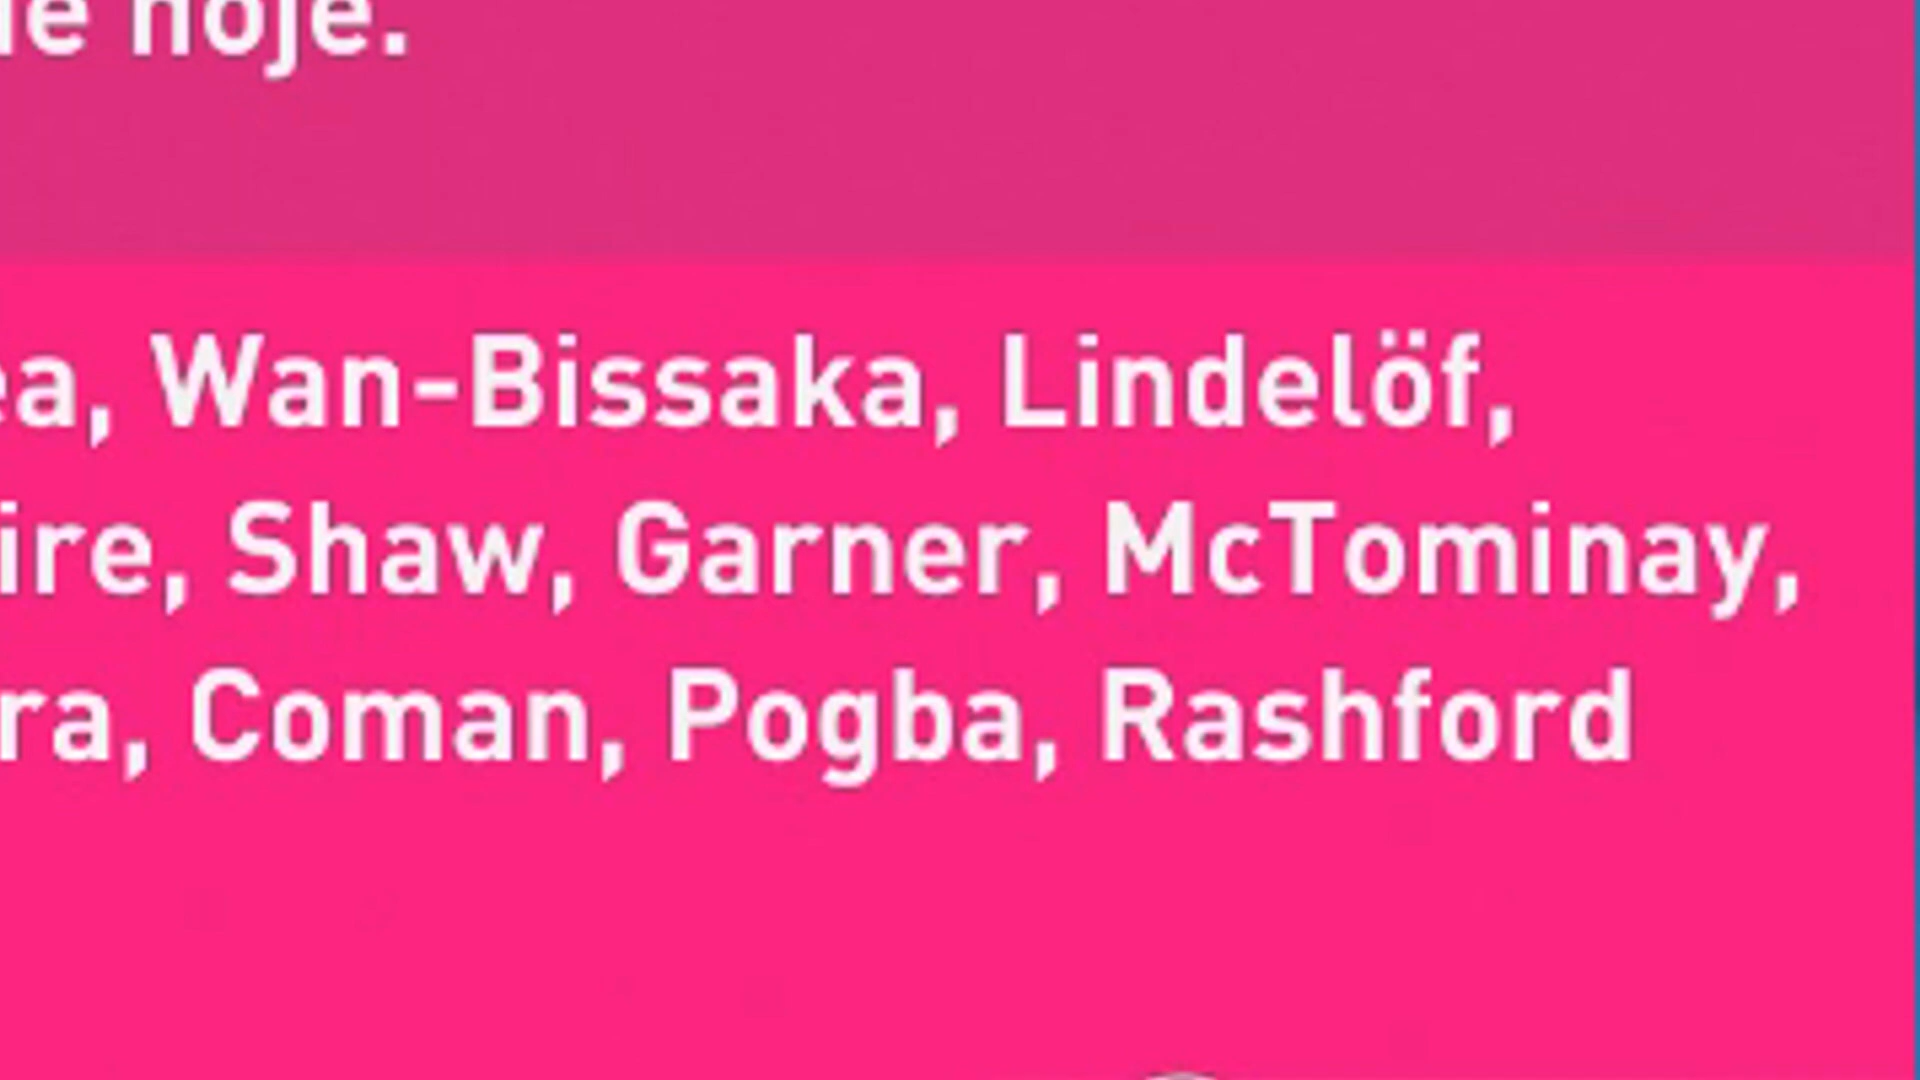 hoje.
Wan-Bissaka, Lindelöf,
Shaw, Garner, McTominay,
Coman, Pogba, Rashford